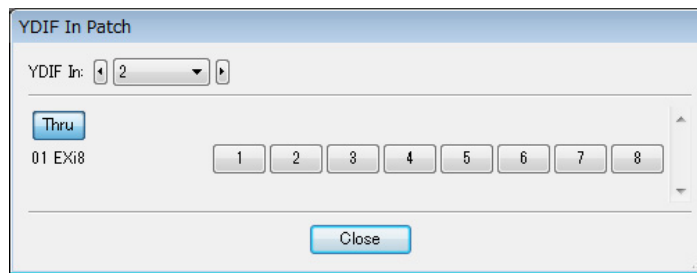 YDIF In Patch
YDIF In: 2
Thru
01 EXi8 1 2 3 4 5 6 7 8
Close